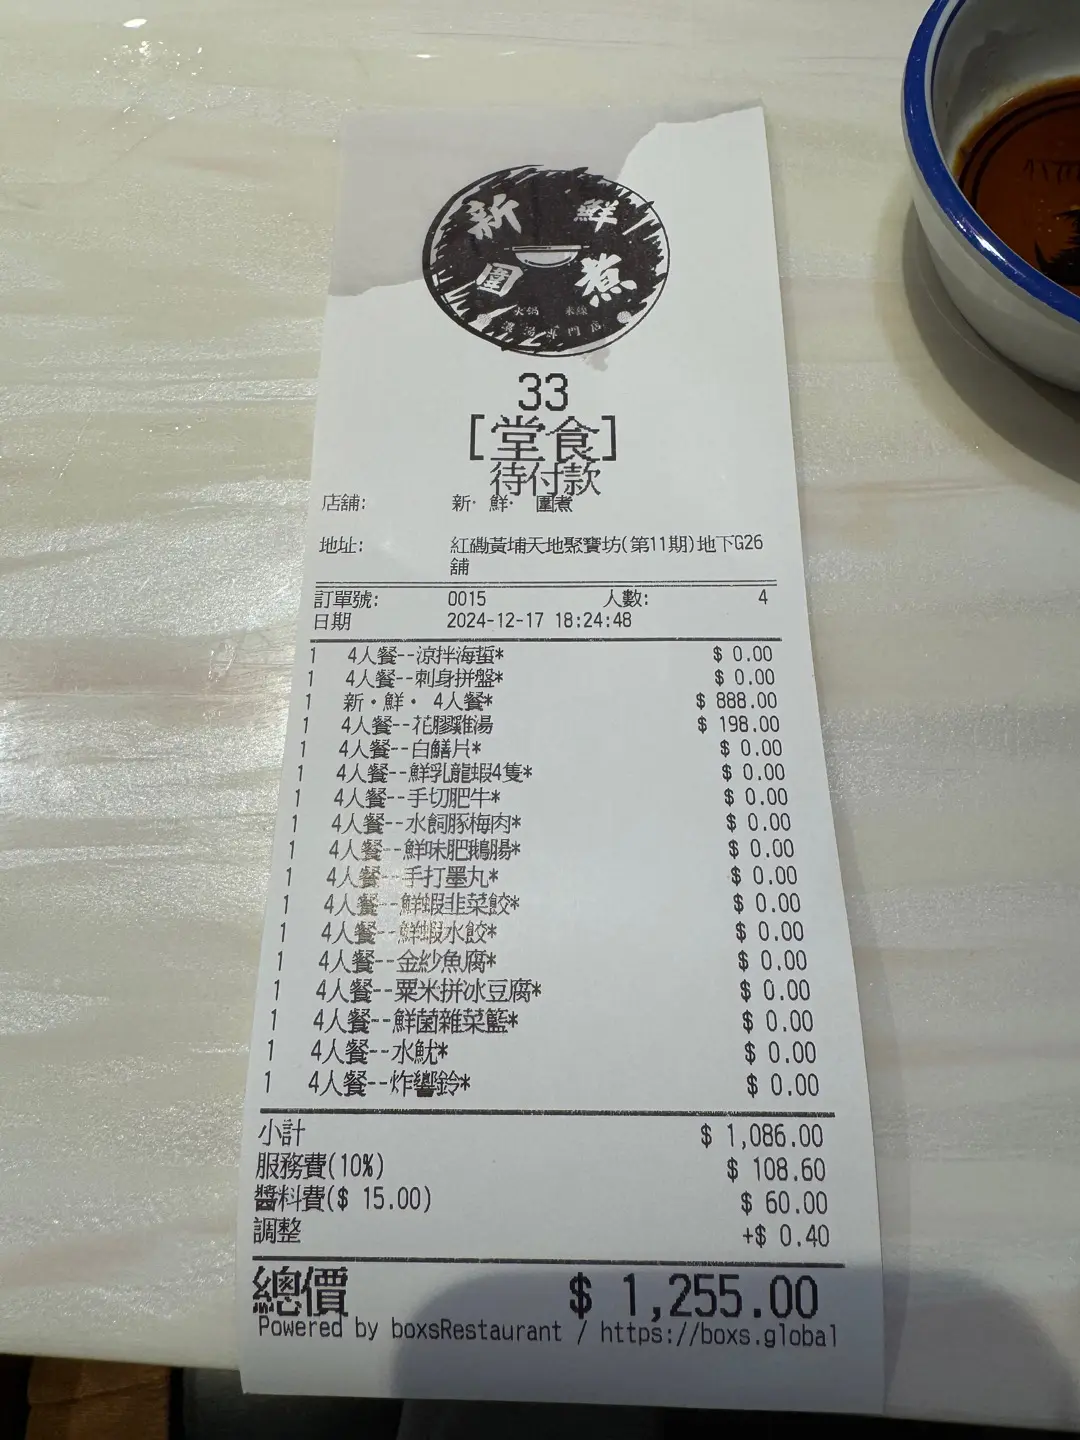 新 鮮
圍 煮
火鍋 米線
33
[堂食]
待付款
店舖: 新·鮮· 圍煮
地址: 紅磡黃埔天地聚寶坊(第11期)地下G26
舖
訂單號: 0015 人數: 4
日期 2024-12-17 18:24:48
1 4人餐--涼拌海蜇* $ 0.00
1 4人餐--刺身拼盤* $ 0.00
1 新·鮮· 4人餐* $ 888.00
1 4人餐--花膠雞湯 $ 198.00
1 4人餐--白鱔片* $ 0.00
1 4人餐--鮮乳龍蝦4隻* $ 0.00
1 4人餐--手切肥牛* $ 0.00
1 4人餐--水飼豚梅肉* $ 0.00
1 4人餐--鮮味肥鵝腸* $ 0.00
1 4人餐--手打墨丸* $ 0.00
1 4人餐--鮮蝦韭菜餃* $ 0.00
1 4人餐--鮮蝦水餃* $ 0.00
1 4人餐--金紗魚腐* $ 0.00
1 4人餐--粟米拼冰豆腐* $ 0.00
1 4人餐--鮮菌雜菜籃* $ 0.00
1 4人餐--水魷* $ 0.00
1 4人餐--炸響鈴* $ 0.00
小計 $ 1,086.00
服務費(10%) $ 108.60
醬料費($ 15.00) $ 60.00
調整 +$ 0.40
總價 $ 1,255.00
Powered by boxsRestaurant / https://boxs.global